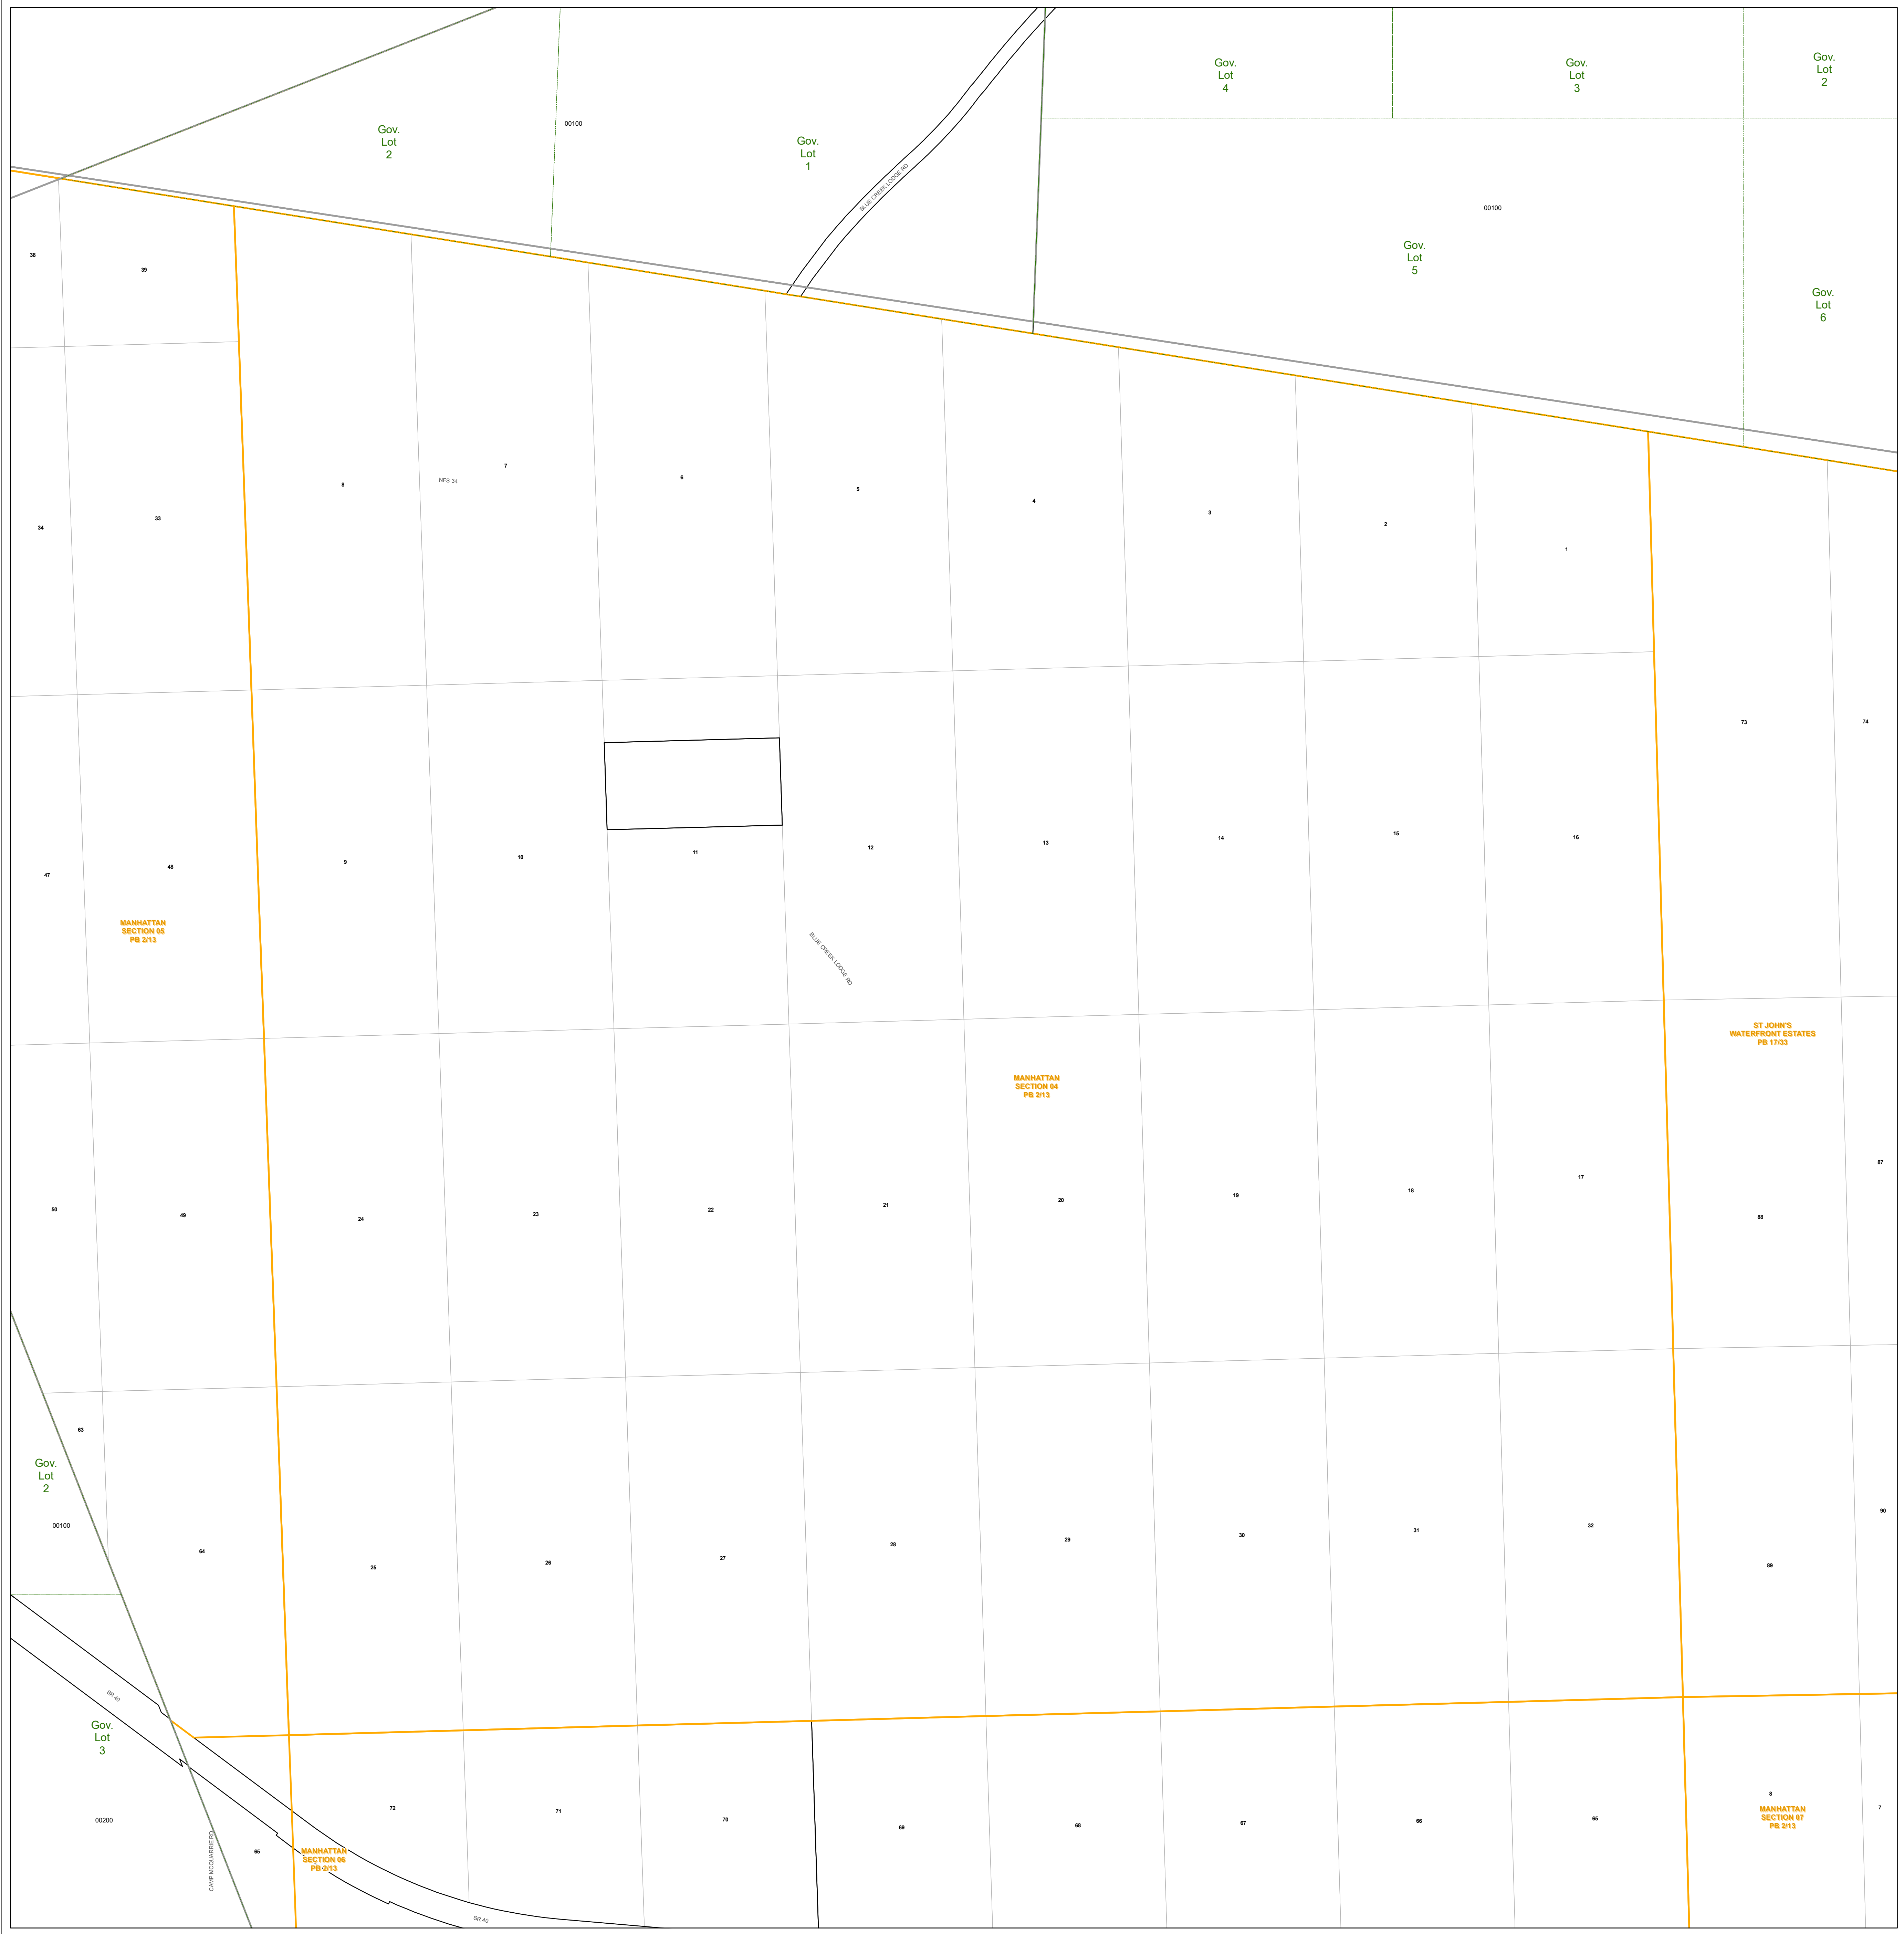 Gov.
Lot
4
Gov.
Lot
3
Gov.
Lot
2
Gov.
Lot
2
00100
Gov.
Lot
1
BLUE CREEK LODGE RD
00100
Gov.
Lot
5
Gov.
Lot
6
38
39
34
33
8
NFS 34
7
6
5
4
3
2
1
73
74
47
48
9
10
11
12
13
14
15
16
MANHATTAN
SECTION 05
PB 2/13
BLUE CREEK LODGE RD
MANHATTAN
SECTION 04
PB 2/13
ST JOHN'S
WATERFRONT ESTATES
PB 17/33
50
49
24
23
22
21
20
19
18
17
88
87
63
Gov.
Lot
2
00100
64
25
26
27
28
29
30
31
32
89
90
SR 40
Gov.
Lot
3
00200
CAMP MCQUARRIE RD
65
MANHATTAN
SECTION 06
PB 2/13
72
71
70
69
68
67
66
65
8
MANHATTAN
SECTION 07
PB 2/13
7
SR 40